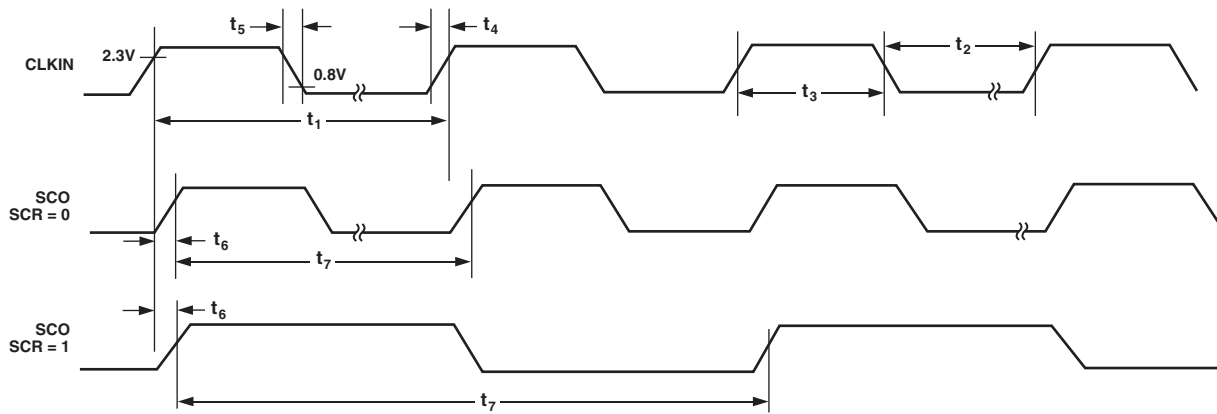 t5
t4
CLKIN
2.3V
0.8V
t2
t3
t1
SCO
SCR = 0
t6
t7
SCO
SCR = 1
t6
t7